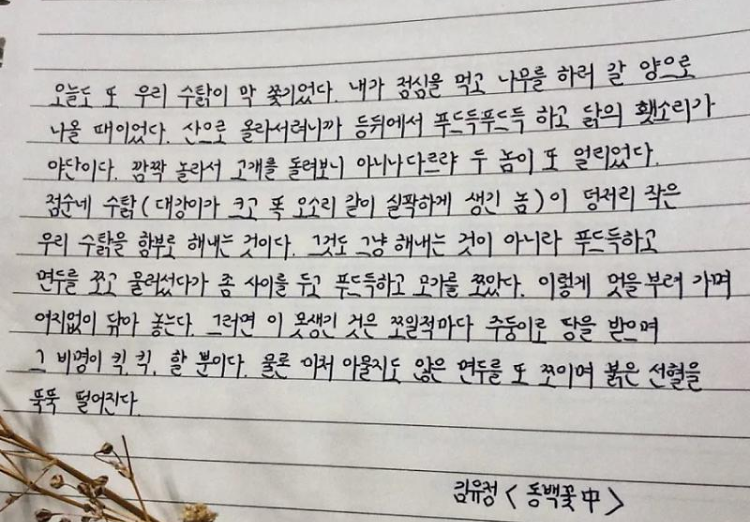 오늘도 또 우리 수탉이 막 쫓기었다. 내가 점심을 먹고 나무를 하러 갈 양으로
나올 때이었다. 산으로 올라서려니까 등뒤에서 푸드득푸드득 하고 닭의 횃소리가
야단이다. 깜짝 놀라서 고개를 돌려보니 아니나다르랴 두 놈이 또 얼리었다.
점순네 수탉(대강이가 크고 똑 오소리 같이 실팍하게 생긴 놈)이 덩저리 작은
우리 수탉을 함부로 해내는 것이다. 그것도 그냥 해내는 것이 아니라 푸드득하고
면두를 쪼고 물러섰다가 좀 사이를 두고 푸드득하고 모가를 쪼았다. 이렇게 멋을 부려 가며
여지없이 닦아 놓는다. 그러면 이 못생긴 것은 쪼일적마다 주둥이로 땅을 받으며
그 비명이 킥, 킥, 할 뿐이다. 물론 미처 아물지도 않은 면두를 또 쪼이며 붉은 선혈을
뚝뚝 떨어진다.
김유정 < 동백꽃 中 >